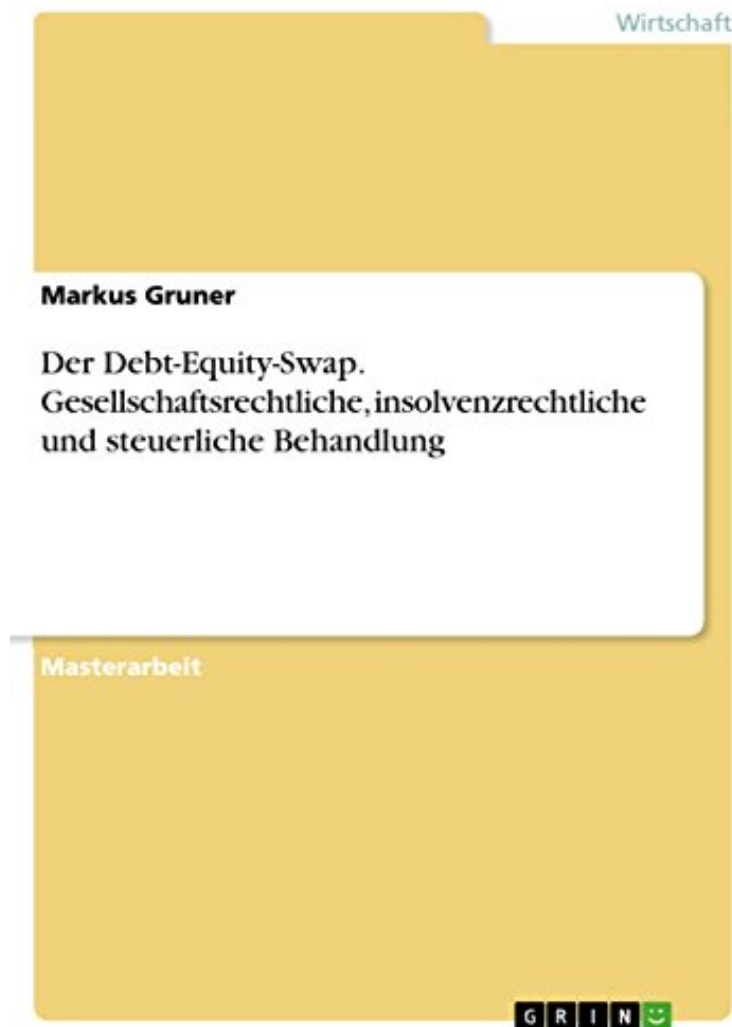 Wirtschaft
Markus Gruner
Der Debt-Equity-Swap.
Gesellschaftsrechtliche, insolvenzrechtliche
und steuerliche Behandlung
Masterarbeit
GRIN